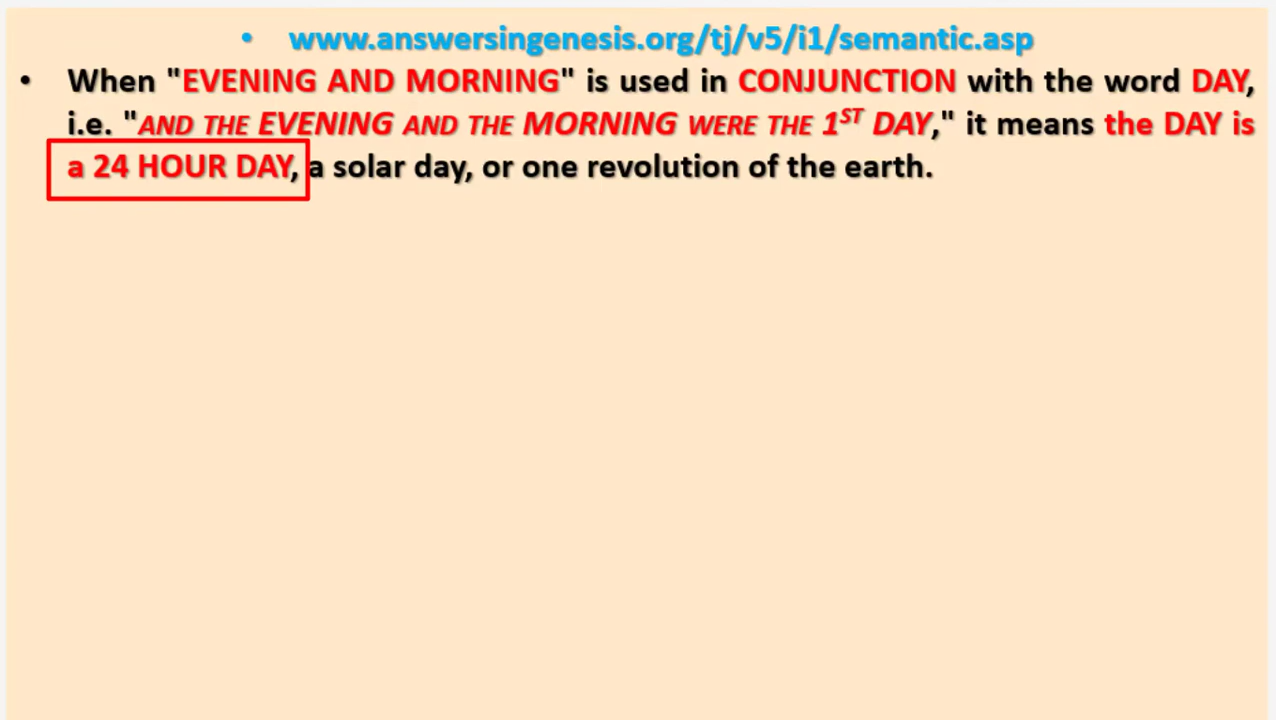 • www.answersingenesis.org/tj/v5/i1/semantic.asp
• When "EVENING AND MORNING" is used in CONJUNCTION with the word DAY,
i.e. "AND THE EVENING AND THE MORNING WERE THE 1ST DAY," it means the DAY is
a 24 HOUR DAY, a solar day, or one revolution of the earth.